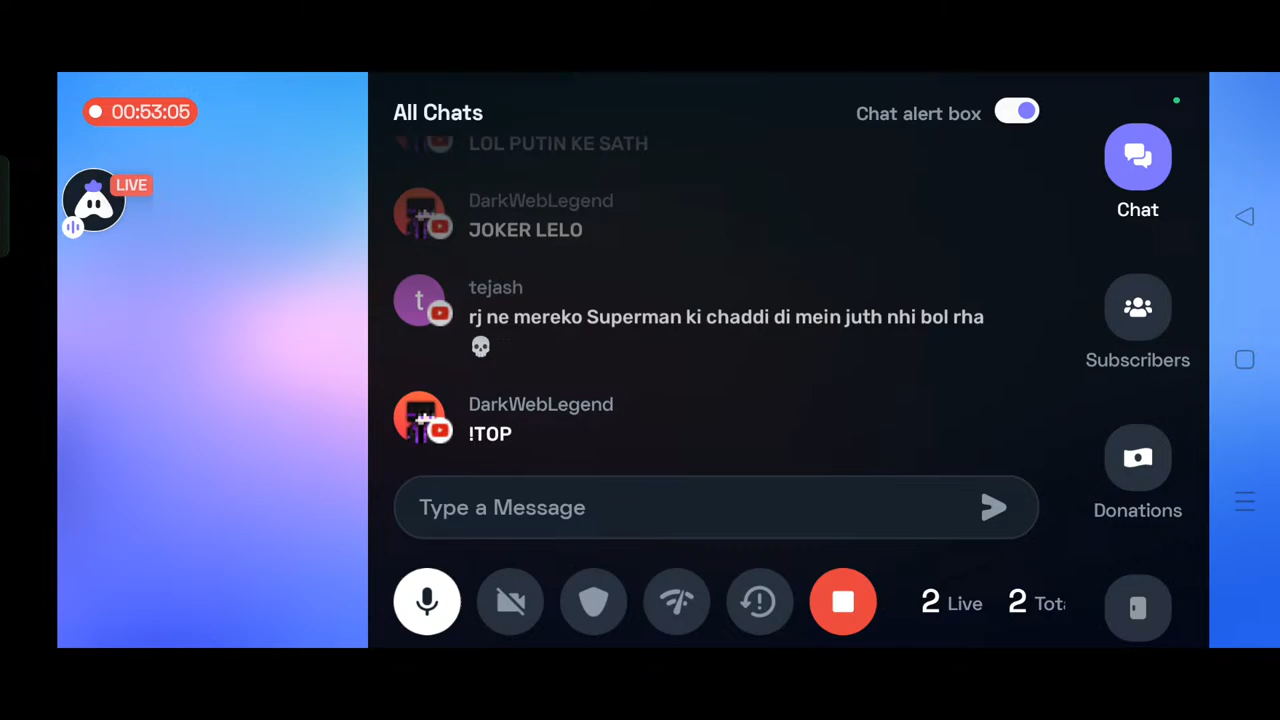 00:53:05
LIVE
All Chats
Chat alert box
LOL PUTIN KE SATH
DarkWebLegend
JOKER LELO
t
tejash
rj ne mereko Superman ki chaddi di mein juth nhi bol rha
💀
DarkWebLegend
!TOP
Type a Message
2 Live 2 Tot
Chat
Subscribers
Donations